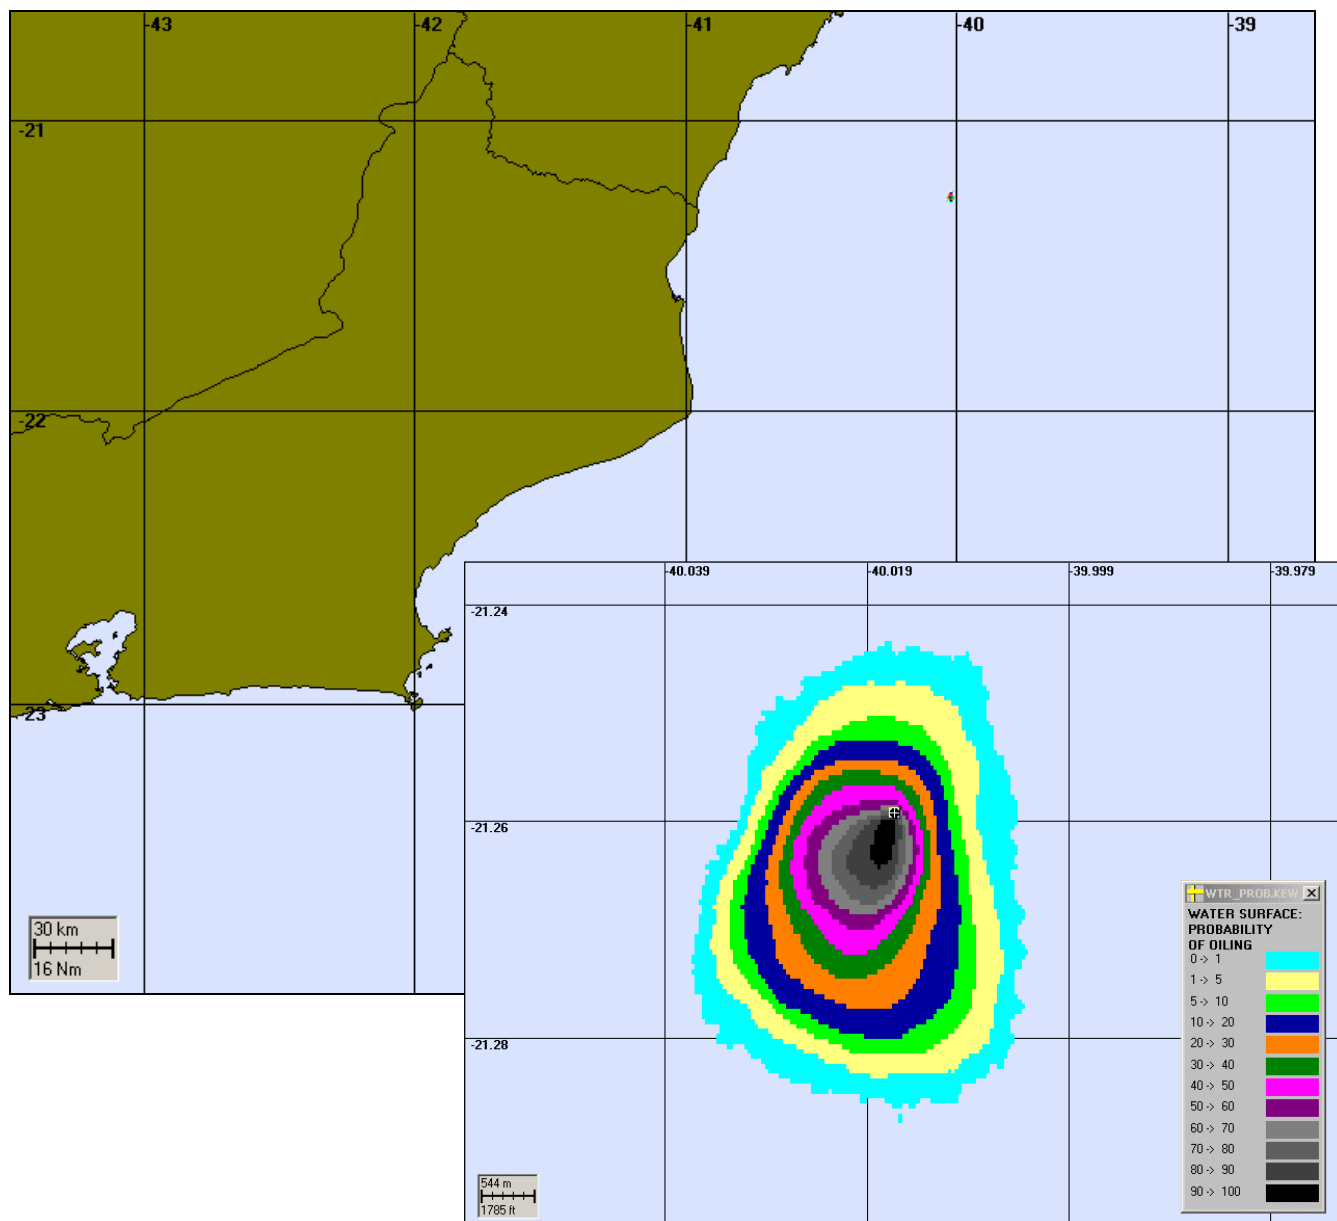 -43
-42
-41
-40
-39
-21
-22
-23
30 km
16 Nm
-40.039
-40.019
-39.999
-39.979
-21.24
-21.26
-21.28
544 m
1785 ft
WTR_PROB.KEW
WATER SURFACE:
PROBABILITY
OF OILING
0 -> 1
1 -> 5
5 -> 10
10 -> 20
20 -> 30
30 -> 40
40 -> 50
50 -> 60
60 -> 70
70 -> 80
80 -> 90
90 -> 100